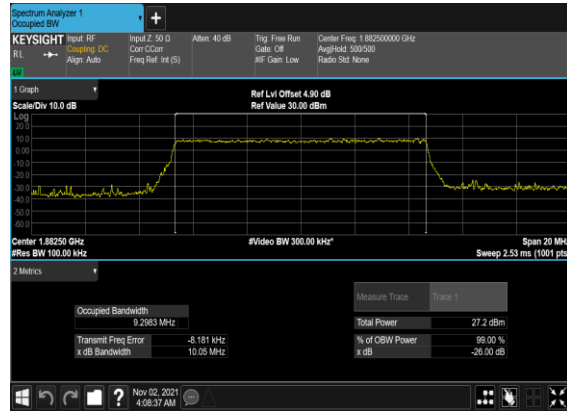 Spectrum Analyzer 1
Occupied BW
+
KEYSIGHT Input: RF Input Z: 50 Ω Atten: 40 dB Trig: Free Run Center Freq: 1.882500000 GHz
RL Coupling: DC Corr CCorr Gate: Off Avg|Hold: 500/500
Align: Auto Freq Ref: Int (S) #IF Gain: Low Radio Std: None
1 Graph
Ref Lvl Offset 4.90 dB
Scale/Div 10.0 dB Ref Value 30.00 dBm
Log
20.0
10.0
0.00
-10.0
-20.0
-30.0
-40.0
-50.0
-60.0
Center 1.88250 GHz #Video BW 300.00 kHz* Span 20 MHz
#Res BW 100.00 kHz Sweep 2.53 ms (1001 pts
2 Metrics
Measure Trace Trace 1
Occupied Bandwidth
9.2983 MHz Total Power 27.2 dBm
Transmit Freq Error -8.181 kHz % of OBW Power 99.00 %
x dB Bandwidth 10.05 MHz x dB -26.00 dB
? Nov 02, 2021
4:08:37 AM